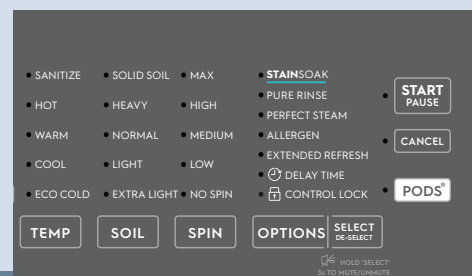 SANITIZE
HOT
WARM
COOL
ECO COLD
TEMP
SOLID SOIL
HEAVY
NORMAL
LIGHT
EXTRA LIGHT
SOIL
MAX
HIGH
MEDIUM
LOW
NO SPIN
SPIN
STAINSOAK
PURE RINSE
PERFECT STEAM
ALLERGEN
EXTENDED REFRESH
DELAY TIME
CONTROL LOCK
OPTIONS
SELECT
DE-SELECT
HOLD "SELECT"
3s TO MUTE/UNMUTE
START
PAUSE
CANCEL
PODS®